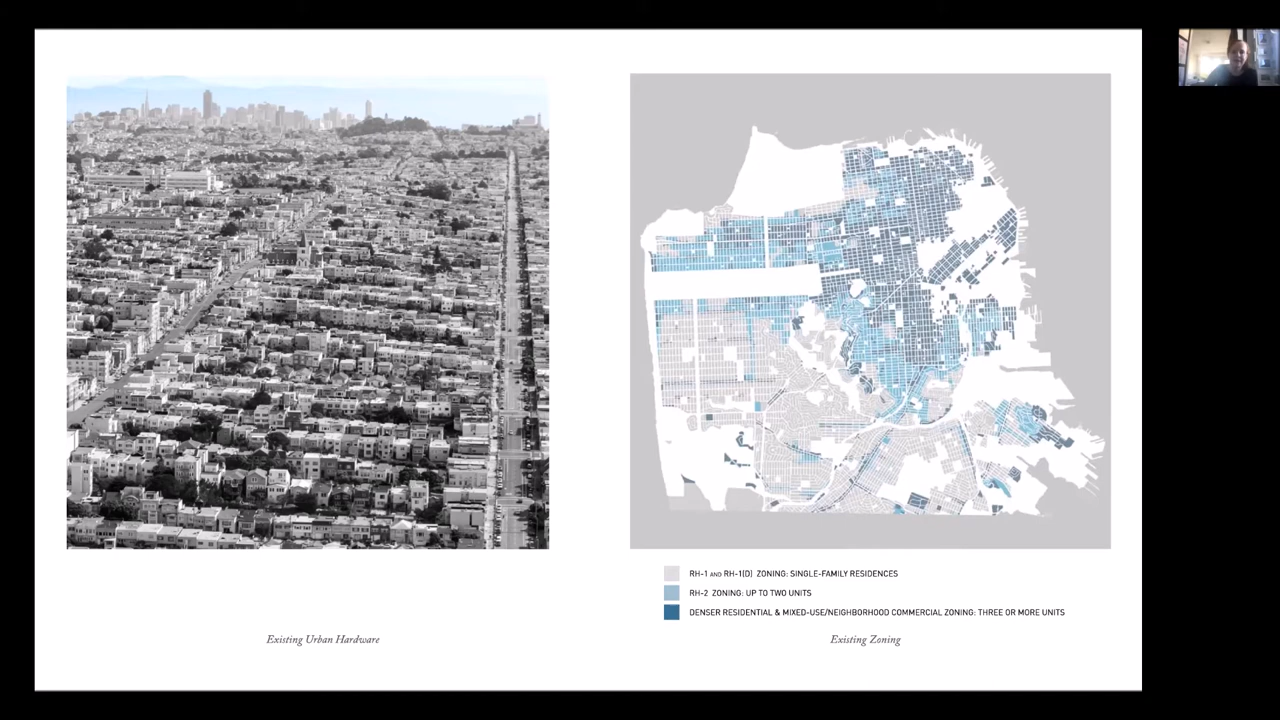 RH-1 AND RH-1(D) ZONING: SINGLE-FAMILY RESIDENCES
RH-2 ZONING: UP TO TWO UNITS
DENSER RESIDENTIAL & MIXED-USE/NEIGHBORHOOD COMMERCIAL ZONING: THREE OR MORE UNITS
Existing Urban Hardware
Existing Zoning